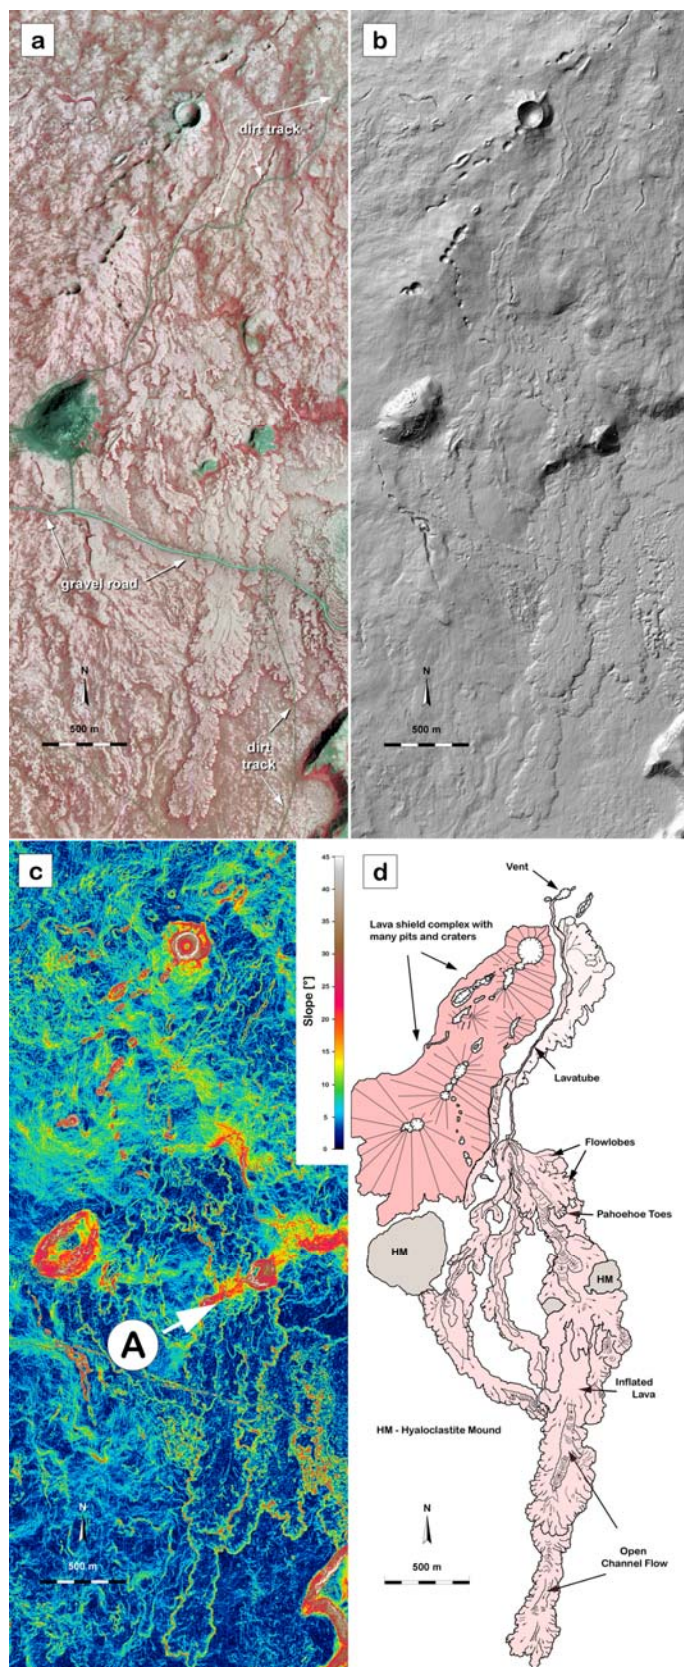 a
dirt track
gravel road
N
500 m
dirt
track
b
N
500 m
c
45
40
35
30
25
20
15
10
5
0
Slope [°]
A
N
500 m
d
Vent
Lava shield complex with
many pits and craters
Lavatube
Flowlobes
Pahoehoe Toes
HM
HM
Inflated
Lava
HM - Hyaloclastite Mound
N
500 m
Open
Channel Flow